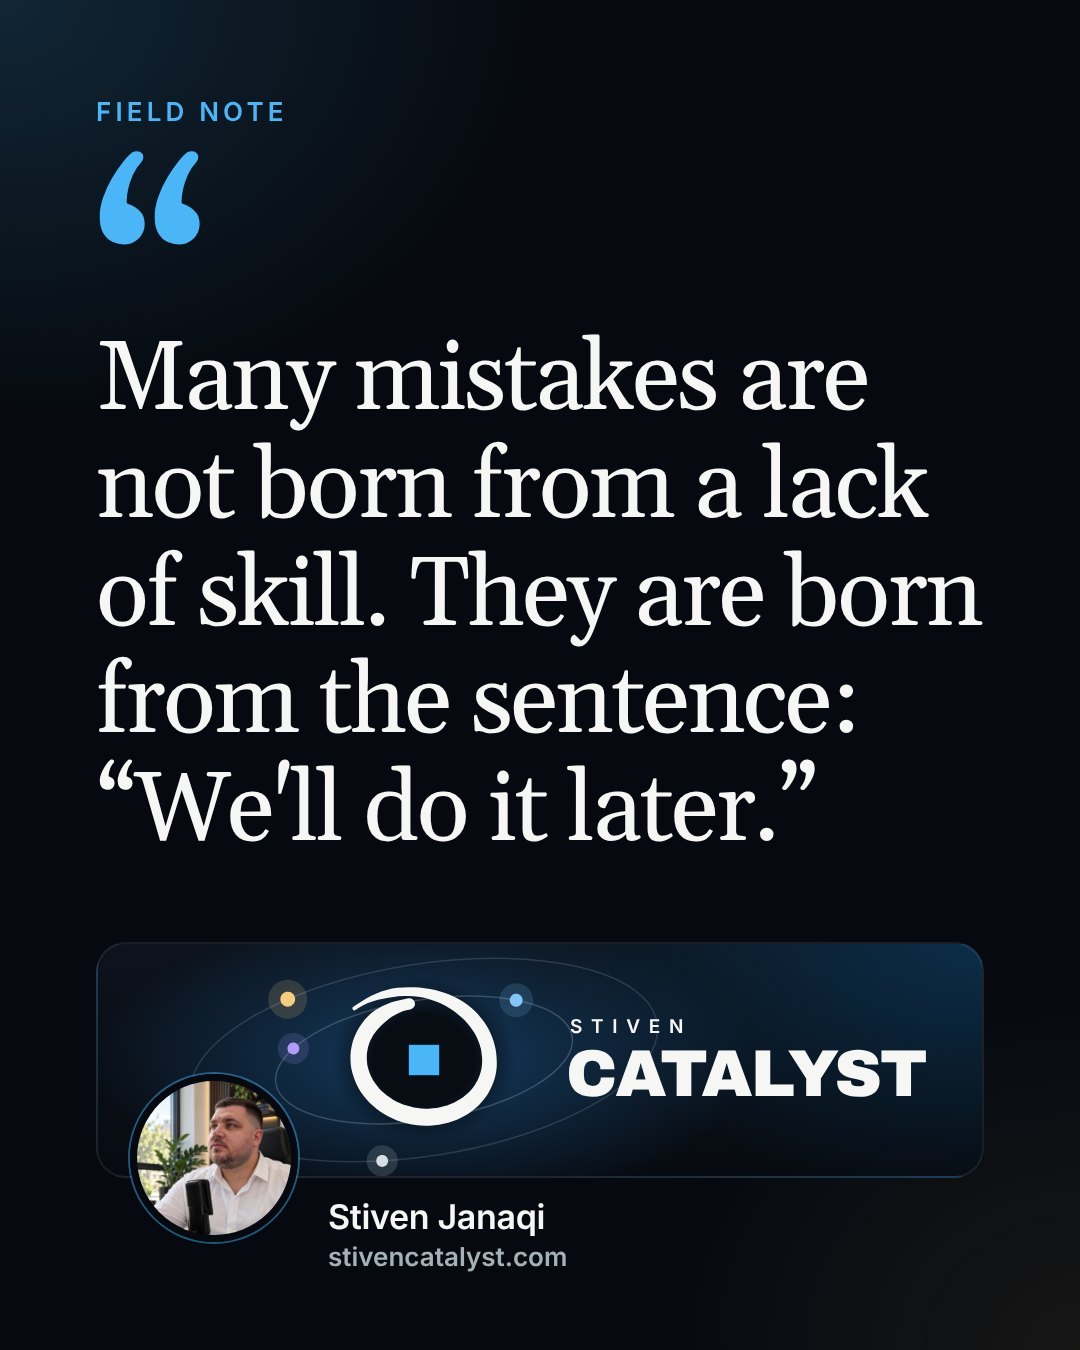 FIELD NOTE
“
Many mistakes are
not born from a lack
of skill. They are born
from the sentence:
“We'll do it later.”
STIVEN
CATALYST
Stiven Janaqi
stivencatalyst.com